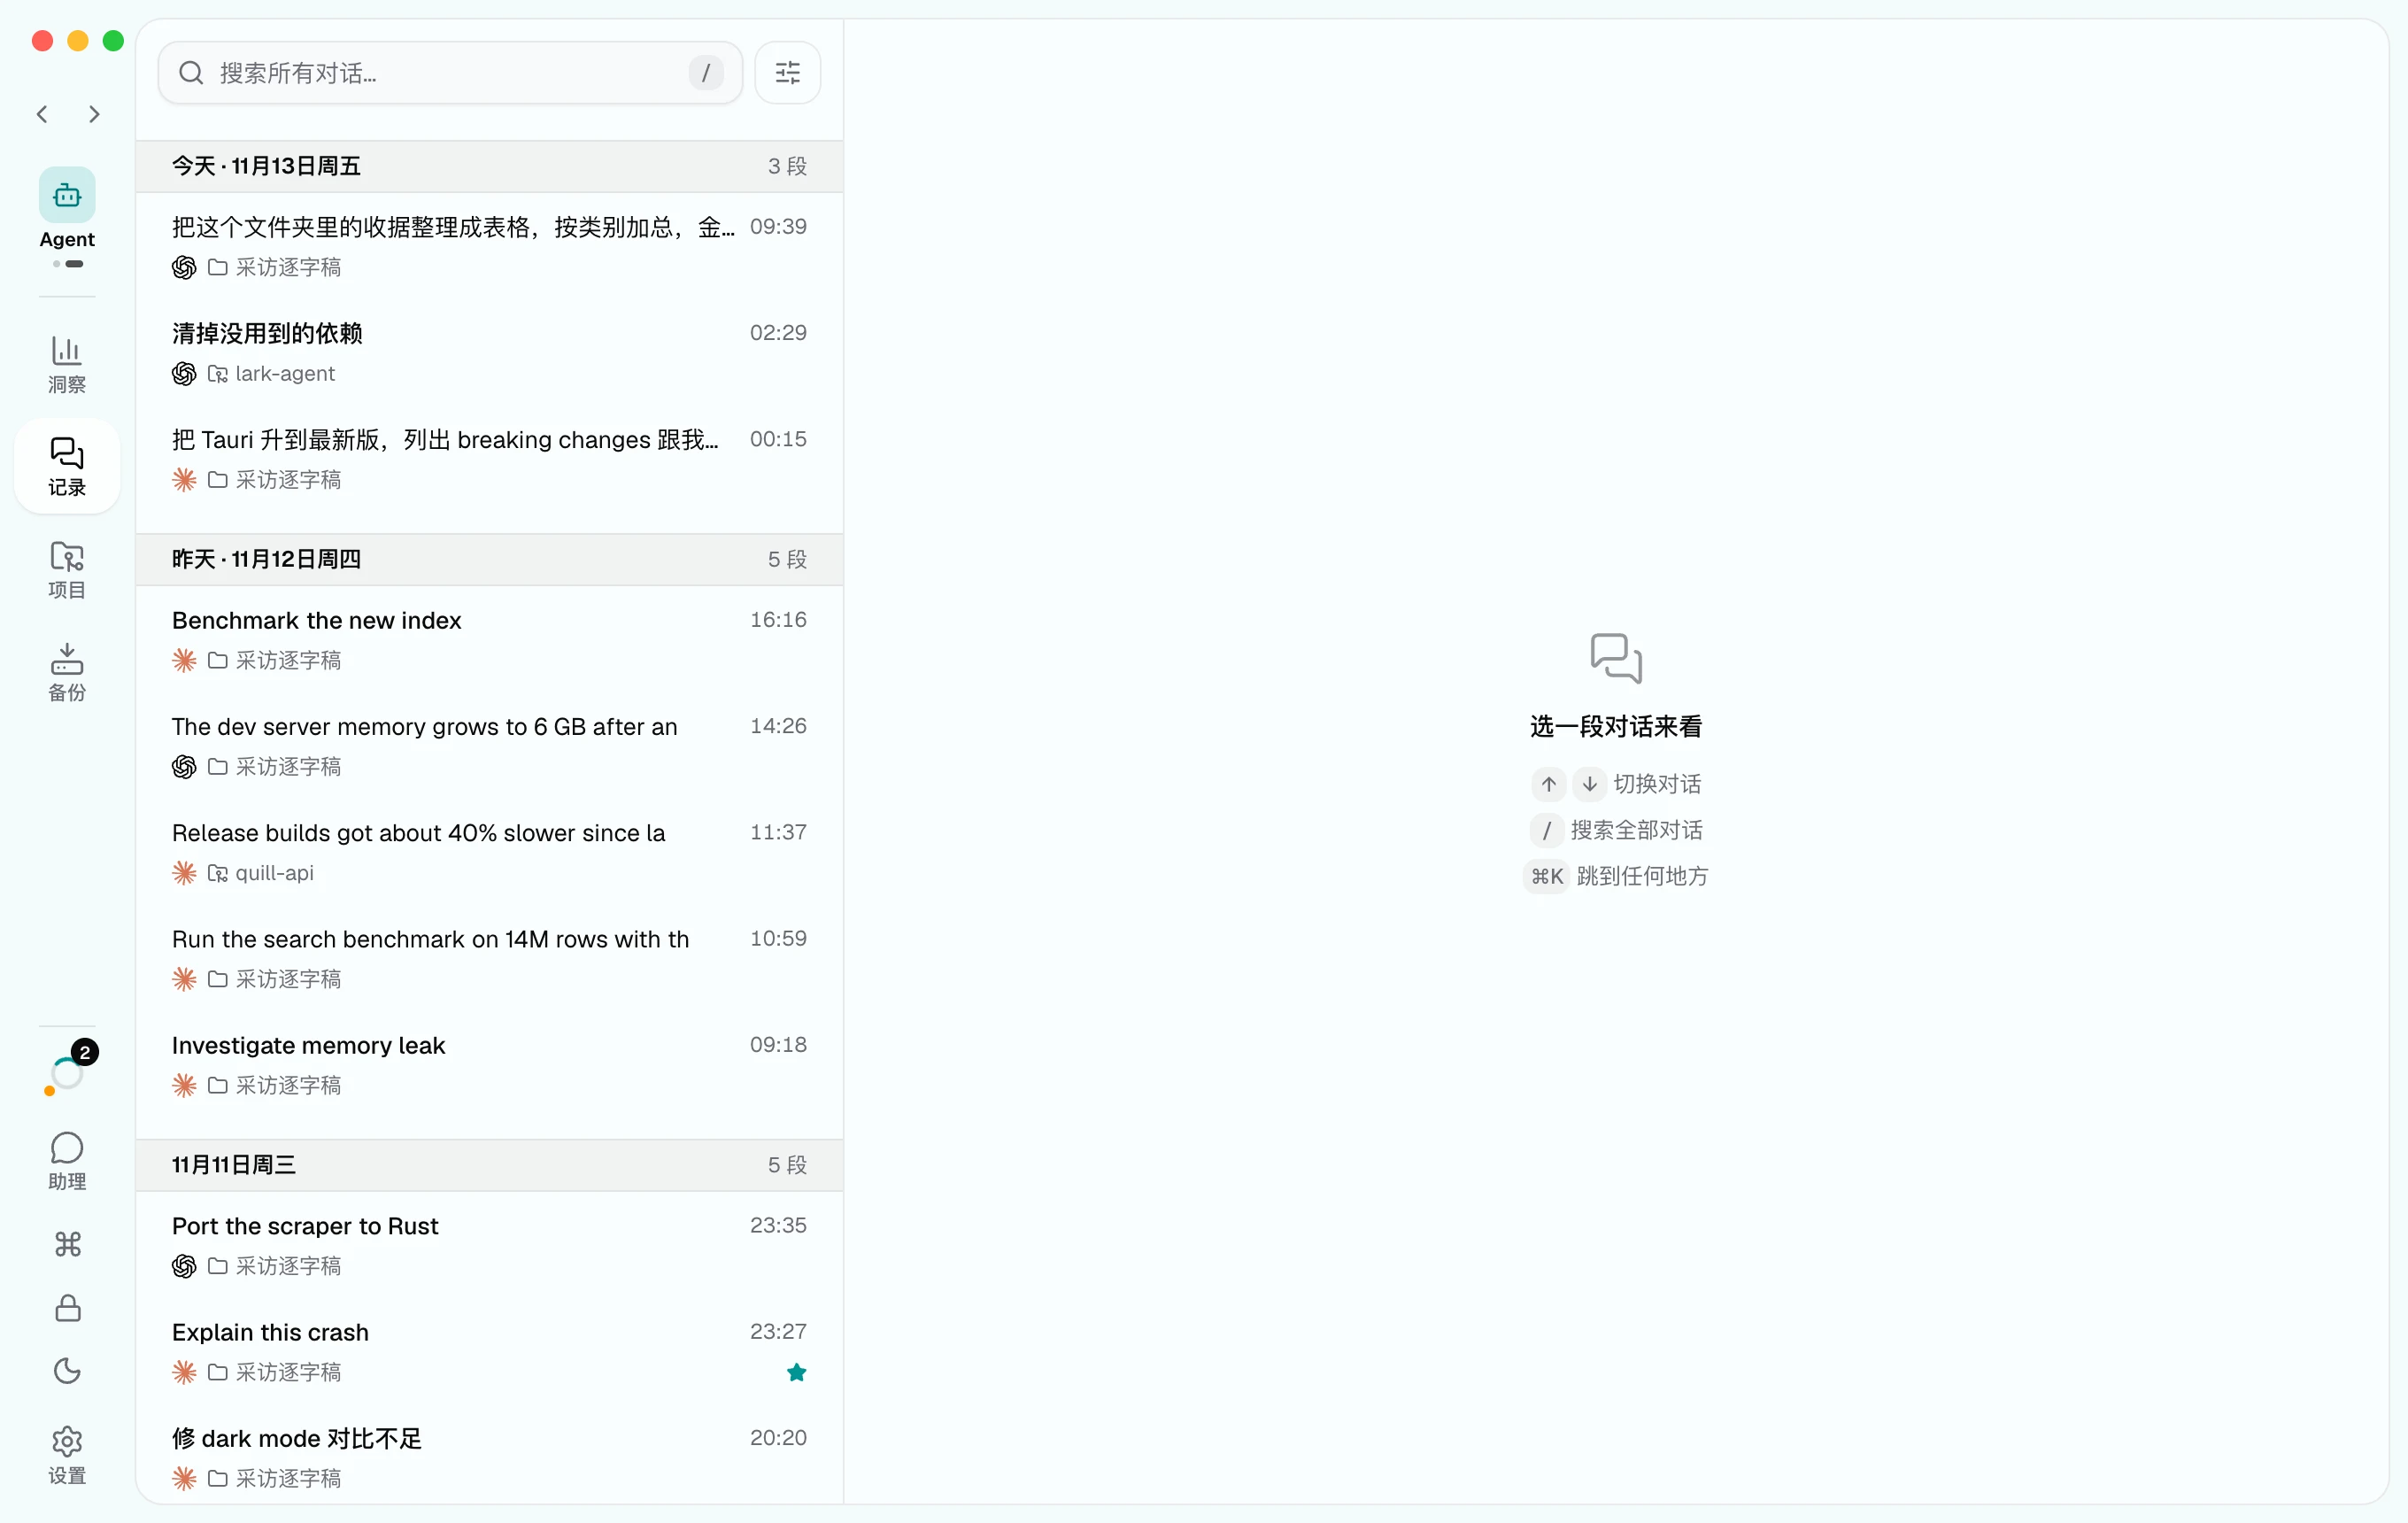 搜索所有对话...
/
Agent
洞察
记录
项目
备份
2
助理
设置
今天 · 11月13日周五
3 段
把这个文件夹里的收据整理成表格，按类别加总，金...
09:39
采访逐字稿
清掉没用到的依赖
02:29
lark-agent
把 Tauri 升到最新版，列出 breaking changes 跟我...
00:15
采访逐字稿
昨天 · 11月12日周四
5 段
Benchmark the new index
16:16
采访逐字稿
The dev server memory grows to 6 GB after an
14:26
采访逐字稿
Release builds got about 40% slower since la
11:37
quill-api
Run the search benchmark on 14M rows with th
10:59
采访逐字稿
Investigate memory leak
09:18
采访逐字稿
11月11日周三
5 段
Port the scraper to Rust
23:35
采访逐字稿
Explain this crash
23:27
采访逐字稿
修 dark mode 对比不足
20:20
采访逐字稿
选一段对话来看
↑ ↓ 切换对话
/ 搜索全部对话
⌘K 跳到任何地方